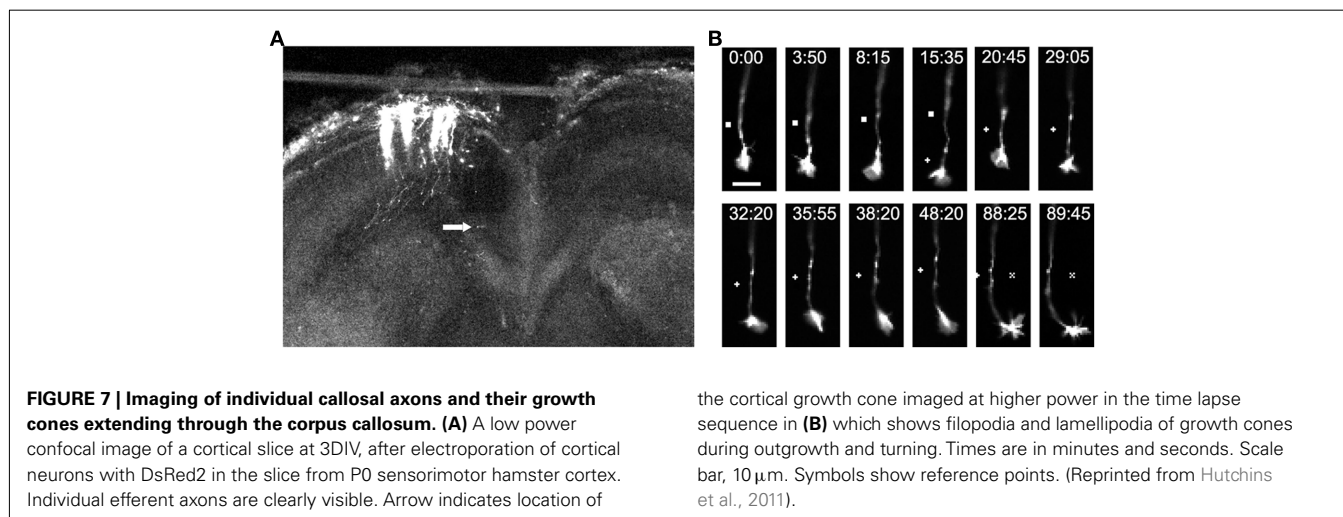 A
B
0:00 3:50 8:15 15:35 20:45 29:05
32:20 35:55 38:20 48:20 88:25 89:45
FIGURE 7 | Imaging of individual callosal axons and their growth
cones extending through the corpus callosum. (A) A low power
confocal image of a cortical slice at 3DIV, after electroporation of cortical
neurons with DsRed2 in the slice from P0 sensorimotor hamster cortex.
Individual efferent axons are clearly visible. Arrow indicates location of
the cortical growth cone imaged at higher power in the time lapse
sequence in (B) which shows filopodia and lamellipodia of growth cones
during outgrowth and turning. Times are in minutes and seconds. Scale
bar, 10 μm. Symbols show reference points. (Reprinted from Hutchins
et al., 2011).